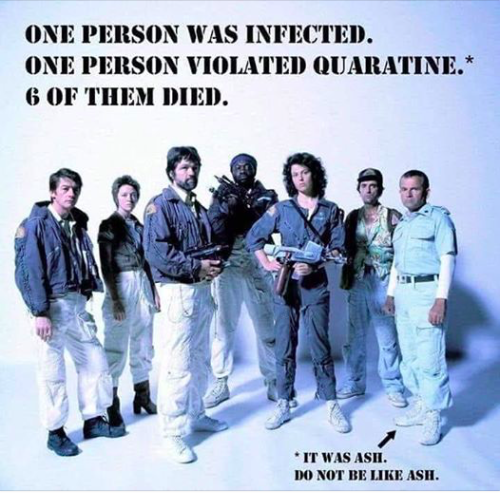 ONE PERSON WAS INFECTED.
ONE PERSON VIOLATED QUARATINE.*
6 OF THEM DIED.
* IT WAS ASH.
DO NOT BE LIKE ASH.